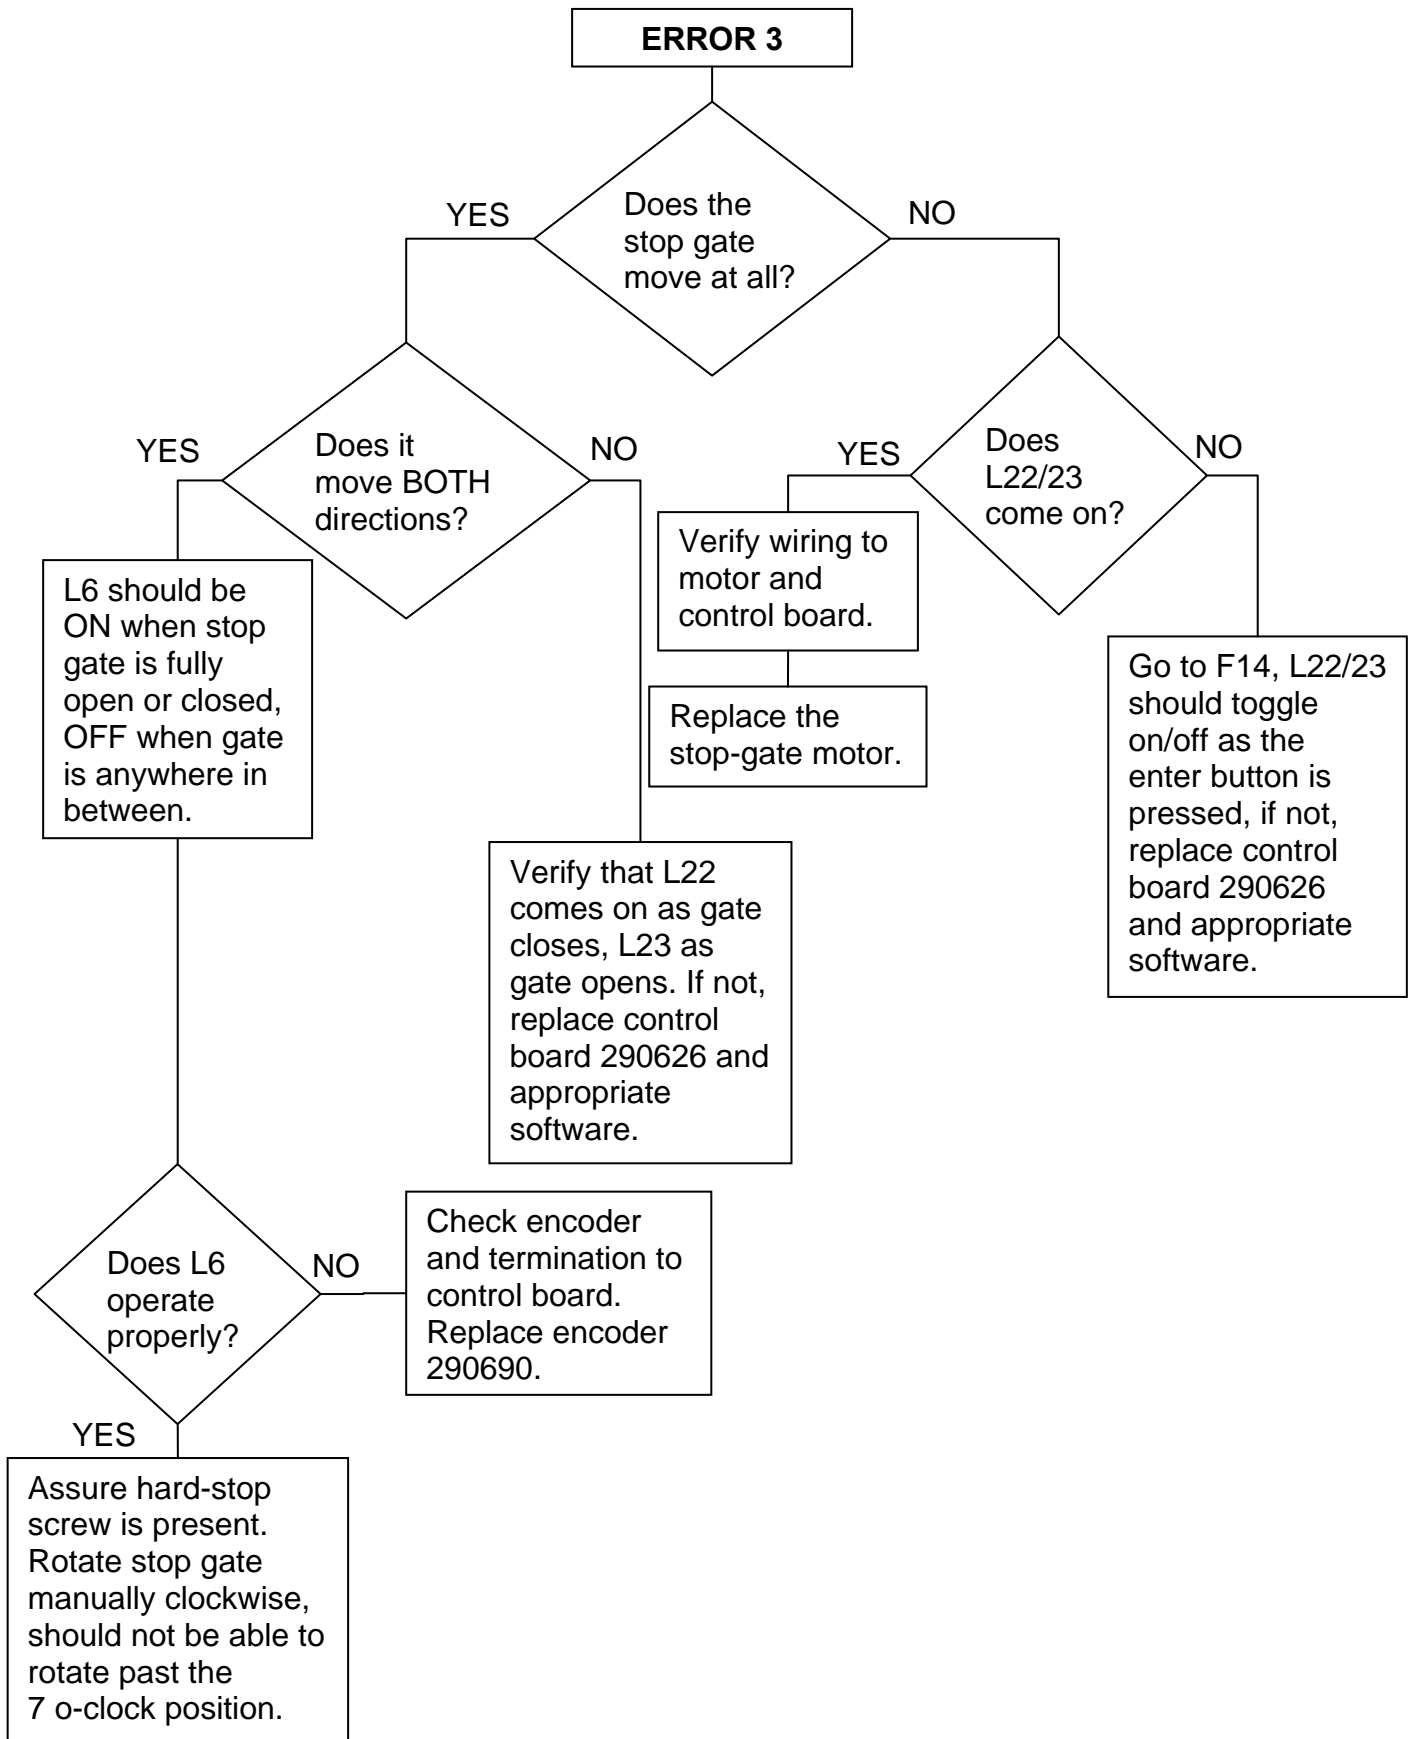 ERROR 3
Does the
stop gate
move at all?
YES
NO
Does it
move BOTH
directions?
YES
NO
Does
L22/23
come on?
YES
NO
L6 should be
ON when stop
gate is fully
open or closed,
OFF when gate
is anywhere in
between.
Verify wiring to
motor and
control board.
Replace the
stop-gate motor.
Go to F14, L22/23
should toggle
on/off as the
enter button is
pressed, if not,
replace control
board 290626
and appropriate
software.
Verify that L22
comes on as gate
closes, L23 as
gate opens. If not,
replace control
board 290626 and
appropriate
software.
Does L6
operate
properly?
NO
Check encoder
and termination to
control board.
Replace encoder
290690.
YES
Assure hard-stop
screw is present.
Rotate stop gate
manually clockwise,
should not be able to
rotate past the
7 o-clock position.